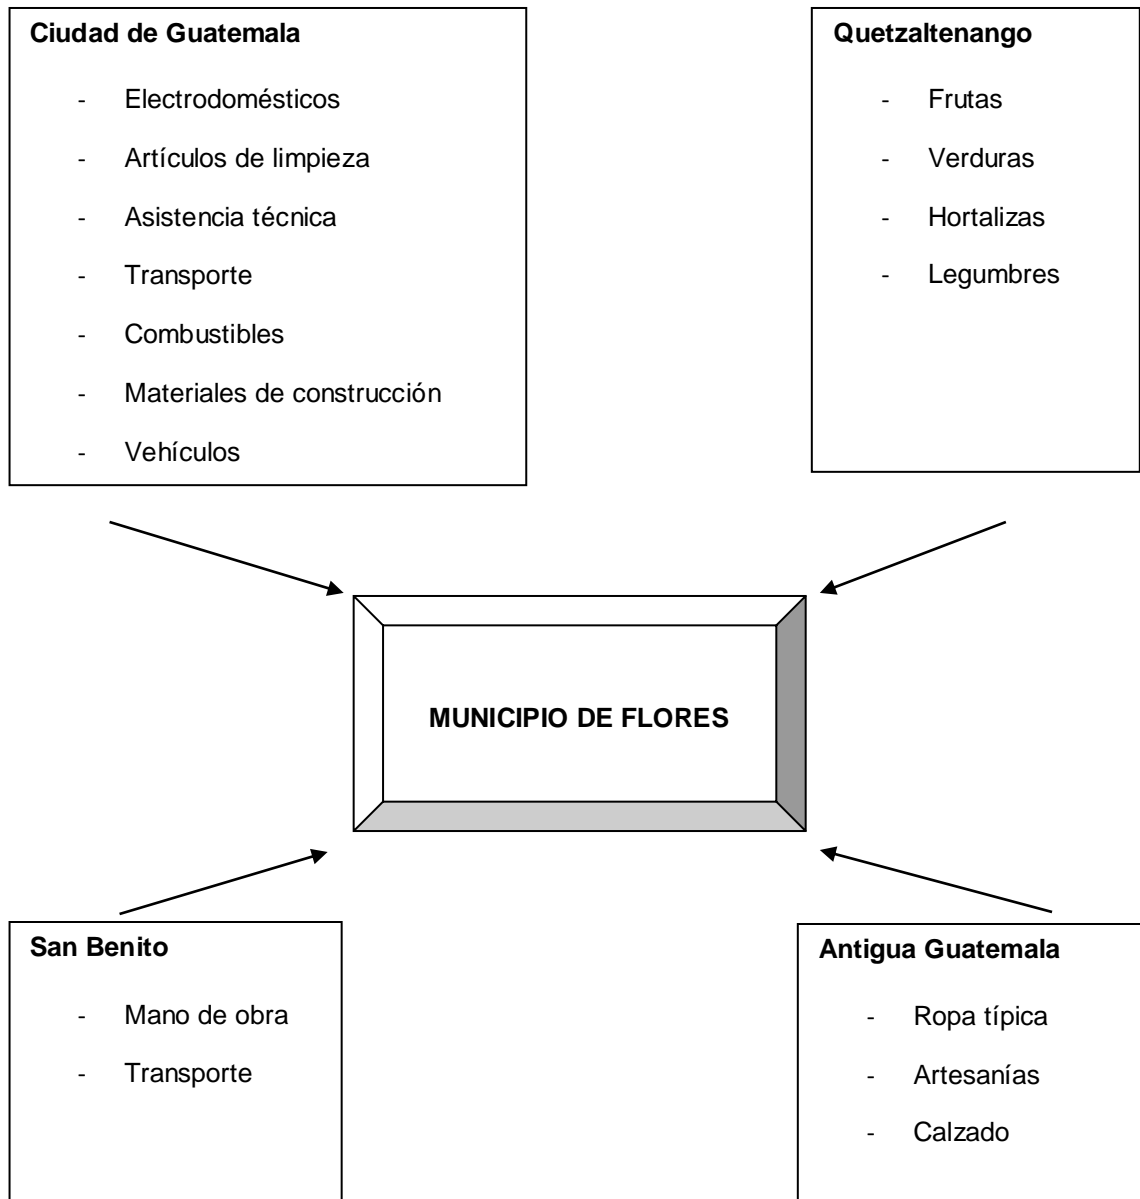 Ciudad de Guatemala
- Electrodomésticos
- Artículos de limpieza
- Asistencia técnica
- Transporte
- Combustibles
- Materiales de construcción
- Vehículos
Quetzaltenango
- Frutas
- Verduras
- Hortalizas
- Legumbres
MUNICIPIO DE FLORES
San Benito
- Mano de obra
- Transporte
Antigua Guatemala
- Ropa típica
- Artesanías
- Calzado